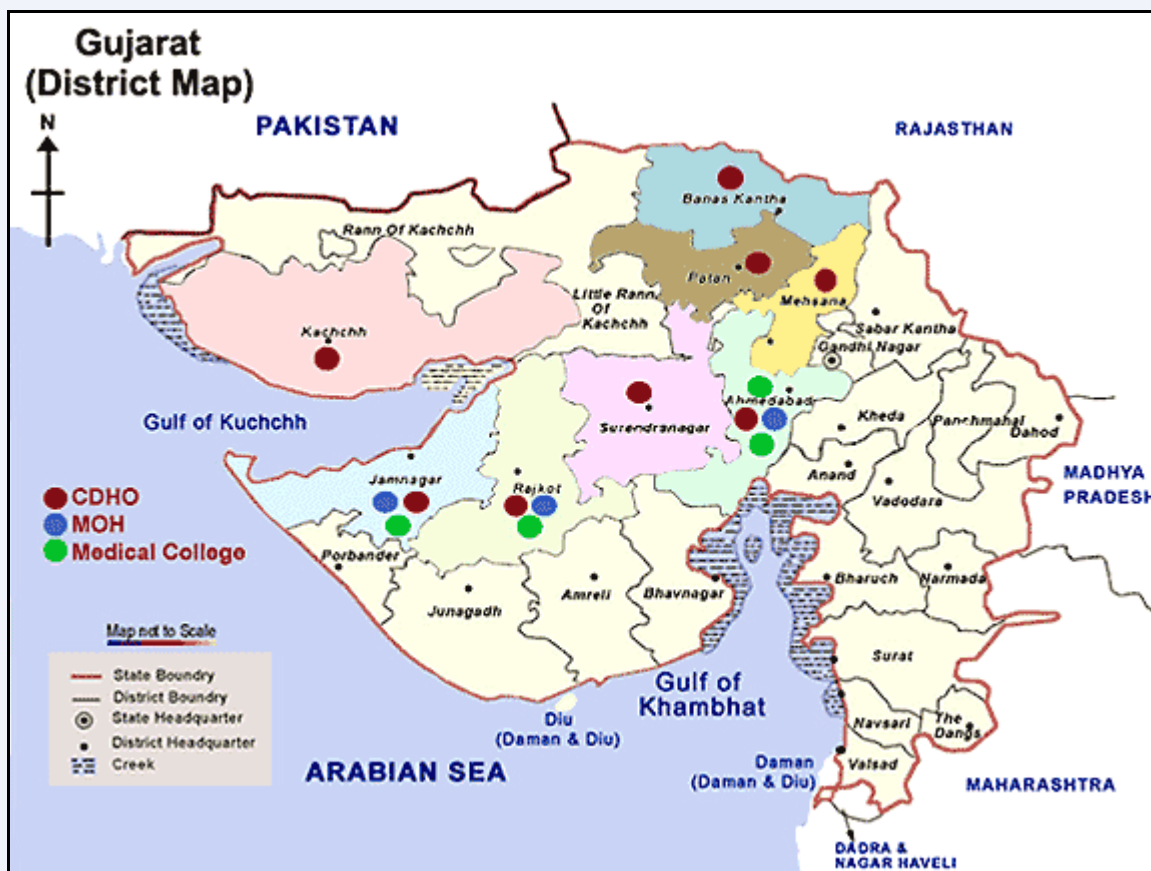 Gujarat
(District Map)
N
PAKISTAN
RAJASTHAN
Banas Kantha
Rann Of Kachchh
Patan
Mehsana
Little Rann
Of
Kachchh
Sabar Kantha
Kachchh
Gandhi Nagar
Ahmedabad
Gulf of Kuchchh
Surendranagar
Kheda
Panchmahal
Dahod
Anand
Jamnagar
Rajkot
Vadodara
MADHYA
PRADESH
CDHO
MOH
Medical College
Porbander
Junagadh
Amreli
Bhavnagar
Bharuch
Narmada
Map not to Scale
State Boundry
District Boundry
State Headquarter
District Headquarter
Creek
Surat
Gulf of
Khambhat
Diu
(Daman & Diu)
Navsari
The
Dangs
ARABIAN SEA
Daman
(Daman & Diu)
Valsad
MAHARASHTRA
DADRA &
NAGAR HAVELI